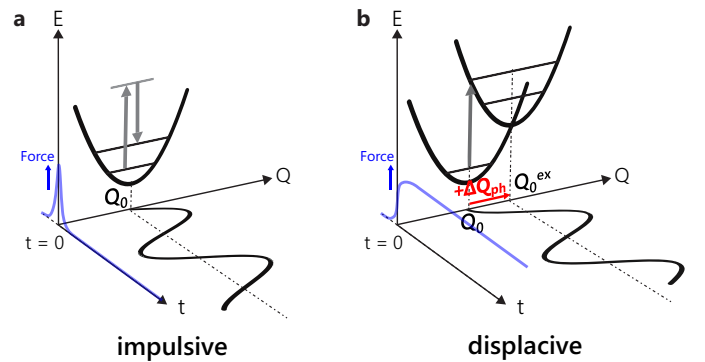 a
E
Force
Q₀
Q
t = 0
t
impulsive
b
E
Force
+ΔQₚₕ
Q₀ᵉˣ
Q₀
Q
t = 0
t
displacive